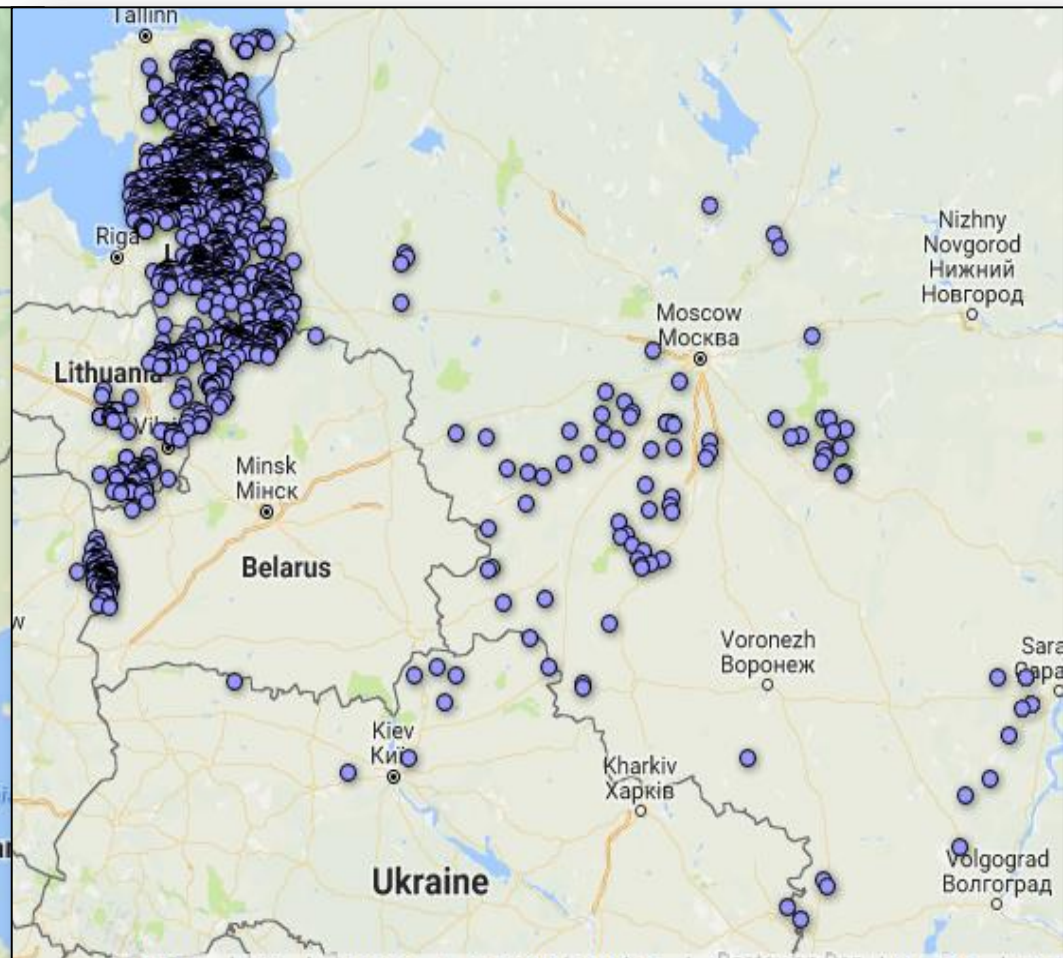 Tallinn
Riga
Nizhny
Novgorod
Нижний
Новгород
Moscow
Москва
Lithuania
Minsk
Мінск
Belarus
Voronezh
Воронеж
Kiev
Kharkiv
Харків
Ukraine
Volgograd
Волгоград